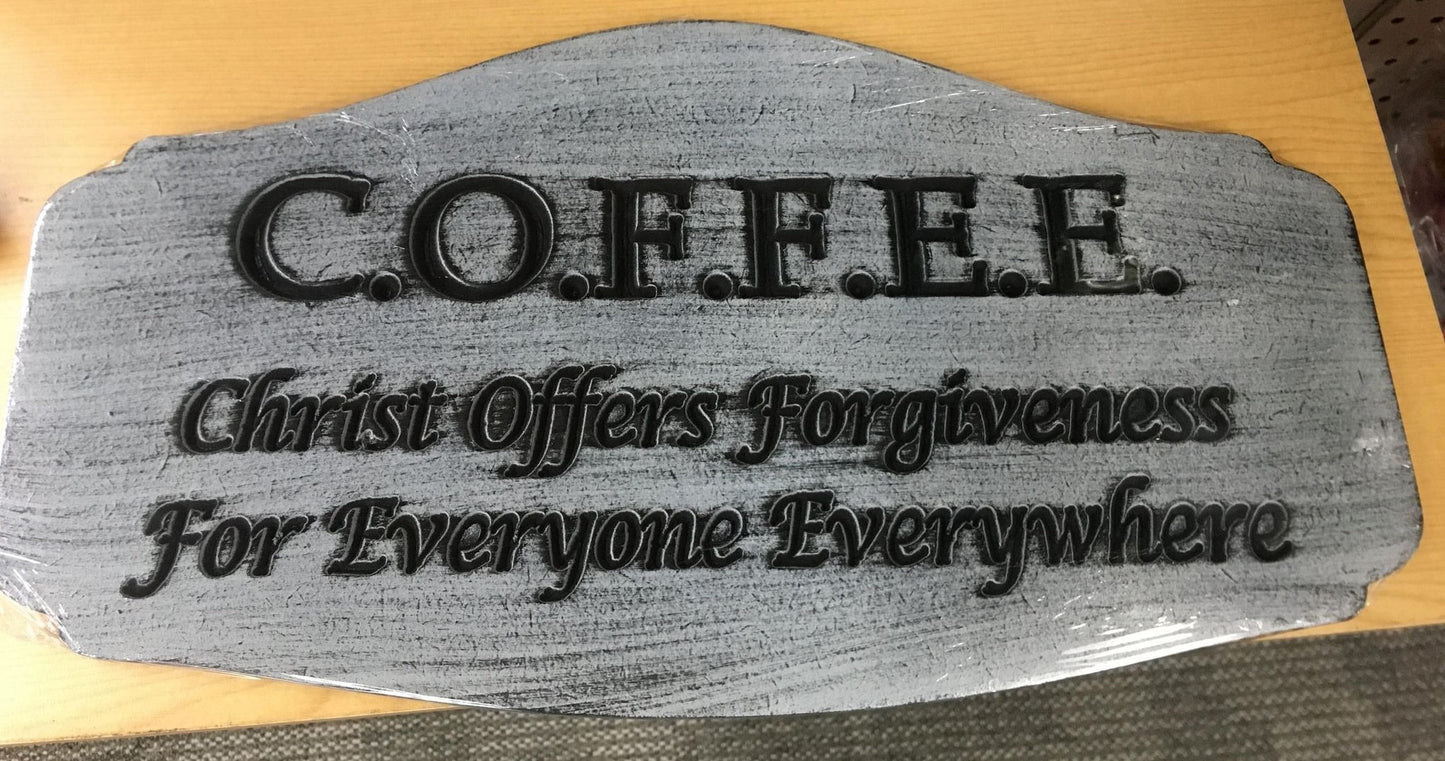 C.O.F.F.E.E.
Christ Offers Forgiveness
For Everyone Everywhere